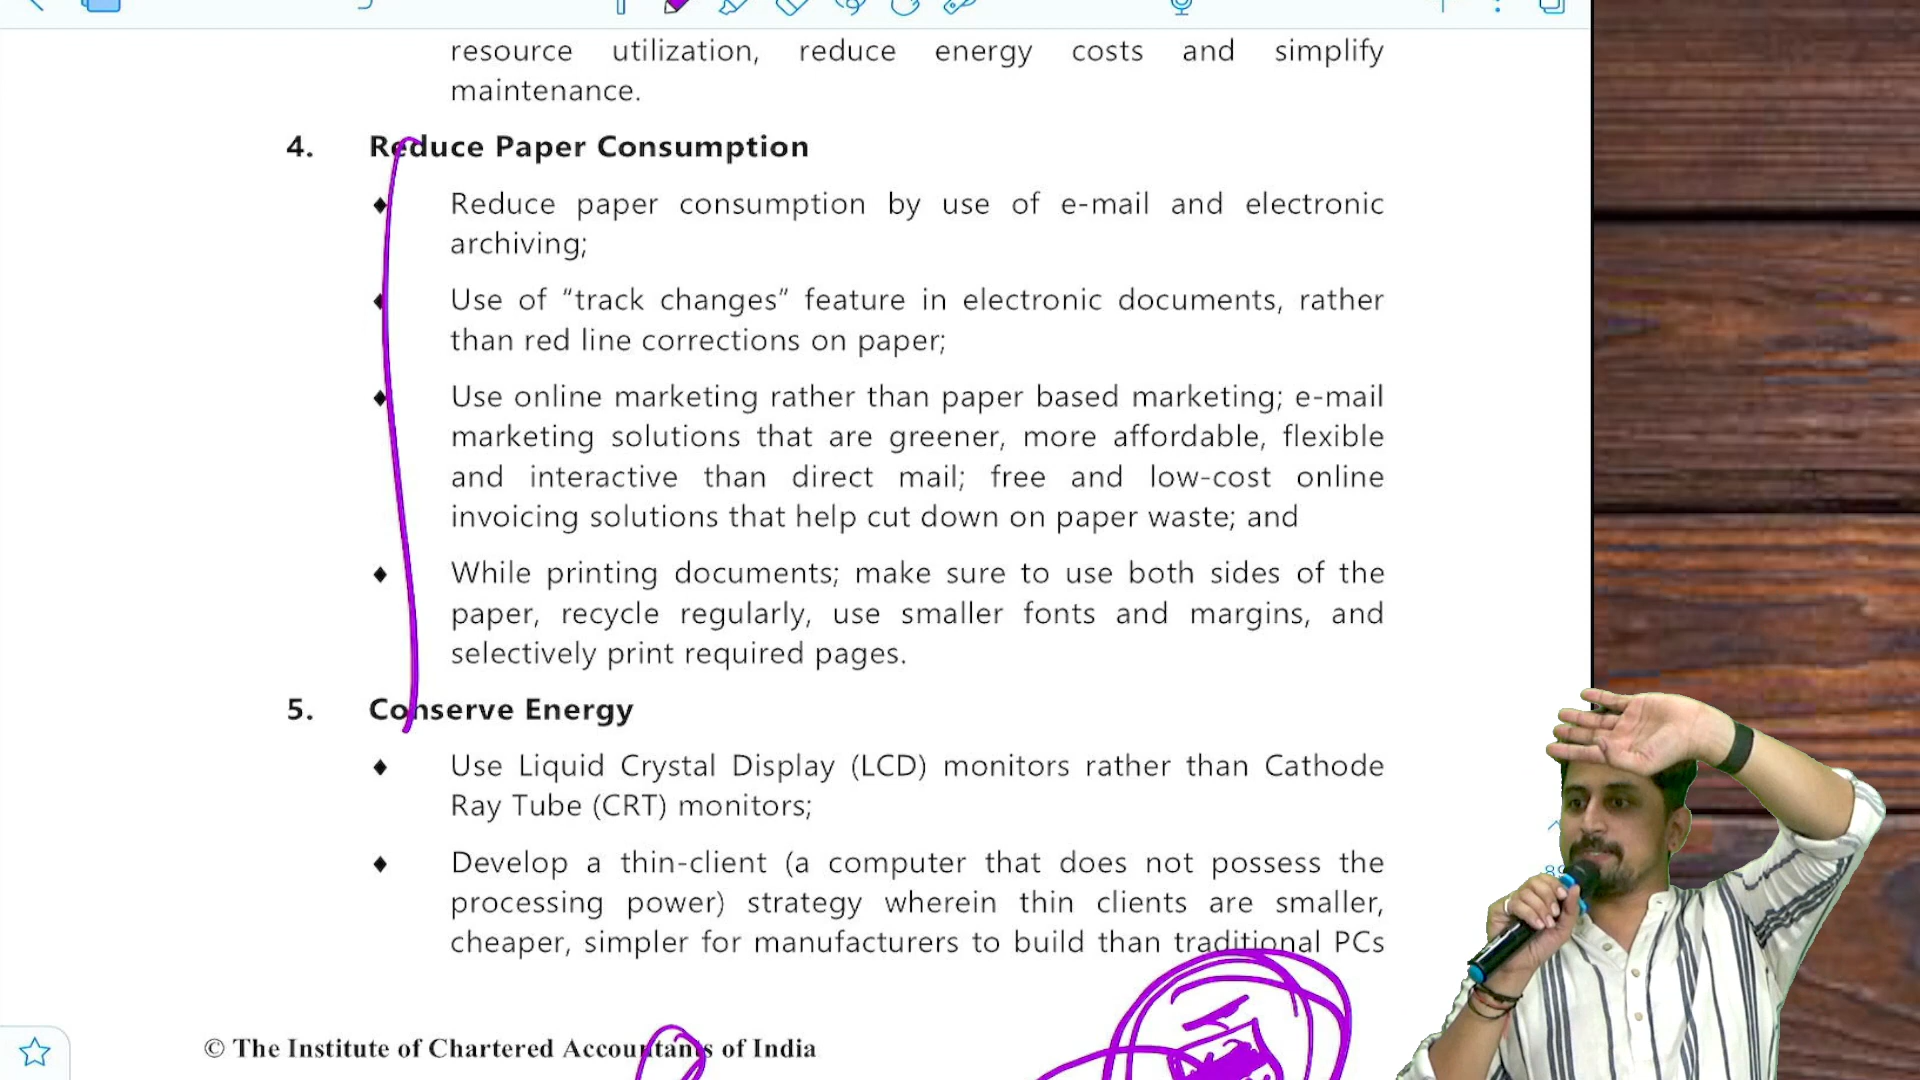 resource utilization, reduce energy costs and simplify
maintenance.
4. Reduce Paper Consumption
Reduce paper consumption by use of e-mail and electronic
archiving;
Use of “track changes” feature in electronic documents, rather
than red line corrections on paper;
Use online marketing rather than paper based marketing; e-mail
marketing solutions that are greener, more affordable, flexible
and interactive than direct mail; free and low-cost online
invoicing solutions that help cut down on paper waste; and
While printing documents; make sure to use both sides of the
paper, recycle regularly, use smaller fonts and margins, and
selectively print required pages.
5. Conserve Energy
Use Liquid Crystal Display (LCD) monitors rather than Cathode
Ray Tube (CRT) monitors;
Develop a thin-client (a computer that does not possess the
processing power) strategy wherein thin clients are smaller,
cheaper, simpler for manufacturers to build than traditional PCs
© The Institute of Chartered Accountants of India